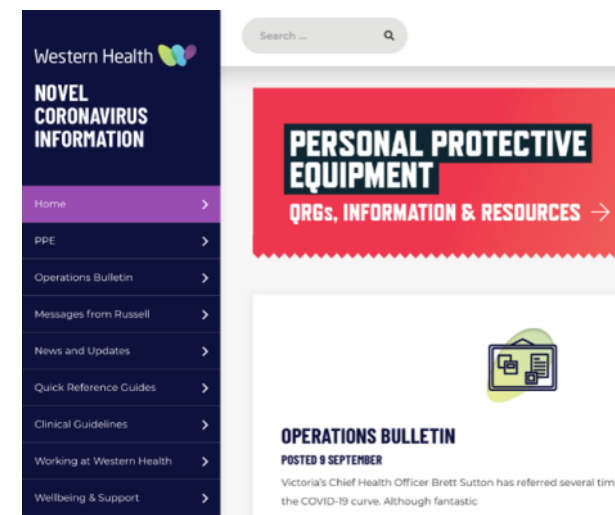 Western Health
NOVEL
CORONAVIRUS
INFORMATION
Home
PPE
Operations Bulletin
Messages from Russell
News and Updates
Quick Reference Guides
Clinical Guidelines
Working at Western Health
Wellbeing & Support
Search ...
PERSONAL PROTECTIVE
EQUIPMENT
QRGs, INFORMATION & RESOURCES →
OPERATIONS BULLETIN
POSTED 9 SEPTEMBER
Victoria's Chief Health Officer Brett Sutton has referred several tim
the COVID-19 curve. Although fantastic